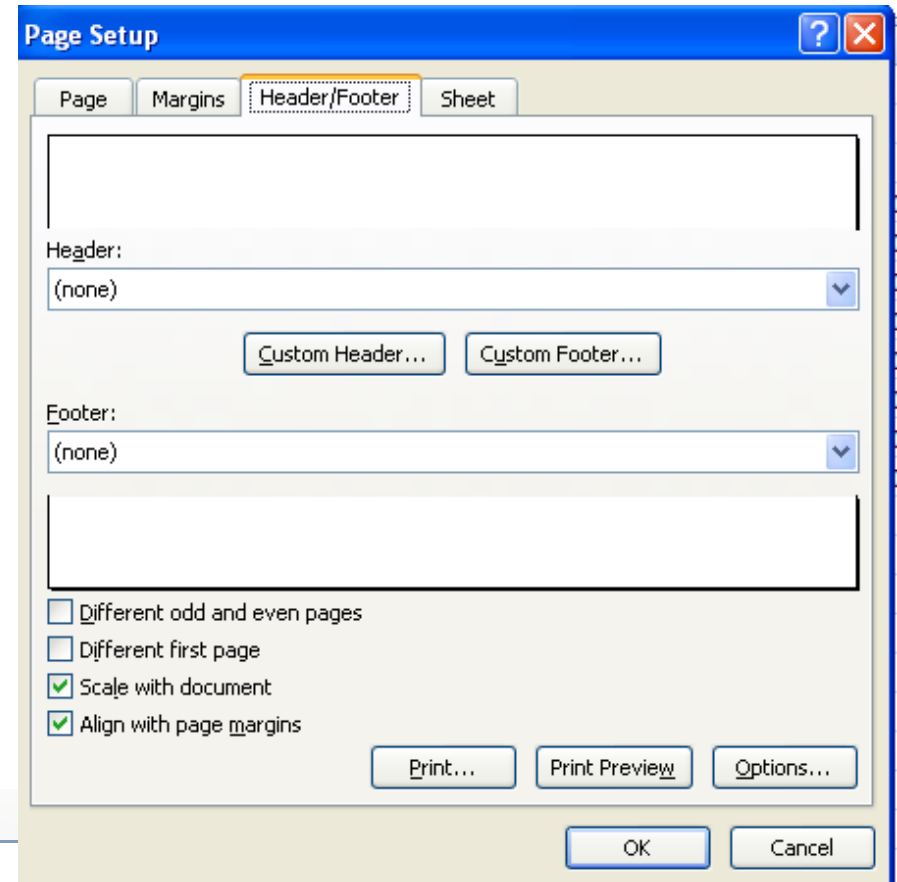 Page Setup
Page Margins Header/Footer Sheet
Header:
(none)
Custom Header... Custom Footer...
Footer:
(none)
Different odd and even pages
Different first page
Scale with document
Align with page margins
Print... Print Preview Options...
OK Cancel